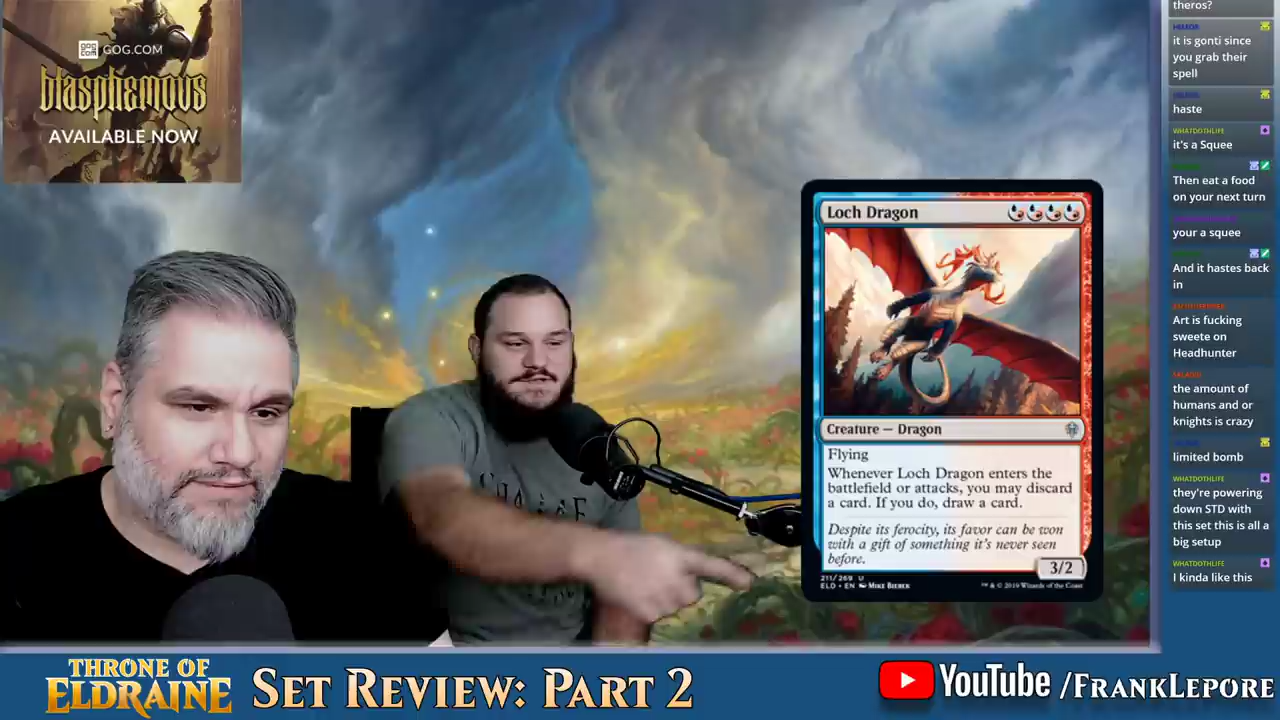 GOG.COM
gog
com
blasphemous
AVAILABLE NOW
Loch Dragon
Creature — Dragon
Flying
Whenever Loch Dragon enters the
battlefield or attacks, you may discard
a card. If you do, draw a card.
Despite its ferocity, its favor can be won
with a gift of something it's never seen
before.
3/2
211/269 U
ELD • EN Mike Bierek
™ & © 2019 Wizards of the Coast
theros?
it is gonti since
you grab their
spell
haste
WHATDOTHLIFE
it's a Squee
Then eat a food
on your next turn
your a squee
And it hastes back
in
Art is fucking
sweete on
Headhunter
the amount of
humans and or
knights is crazy
limited bomb
WHATDOTHLIFE
they're powering
down STD with
this set this is all a
big setup
WHATDOTHLIFE
I kinda like this
THRONE OF
ELDRAINE
SET REVIEW: PART 2
YouTube /FRANKLEPORE